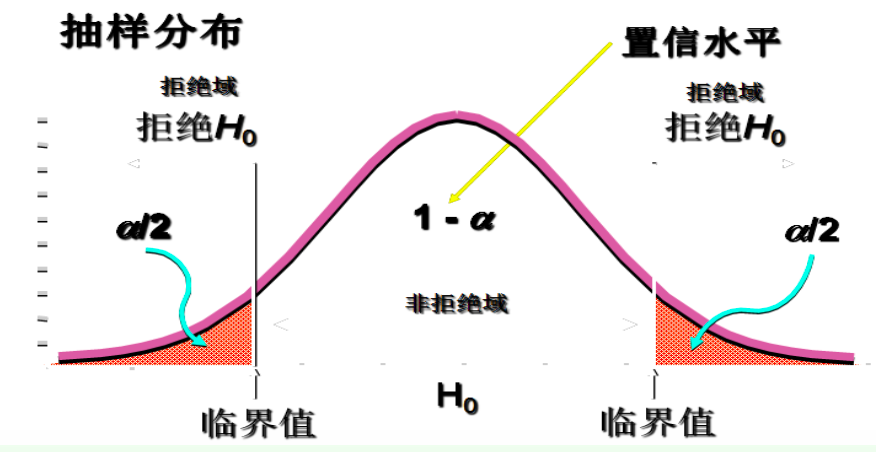 抽样分布
置信水平
拒绝域
拒绝H₀
拒绝域
拒绝H₀
α/2
1 - α
α/2
非拒绝域
H₀
临界值
临界值